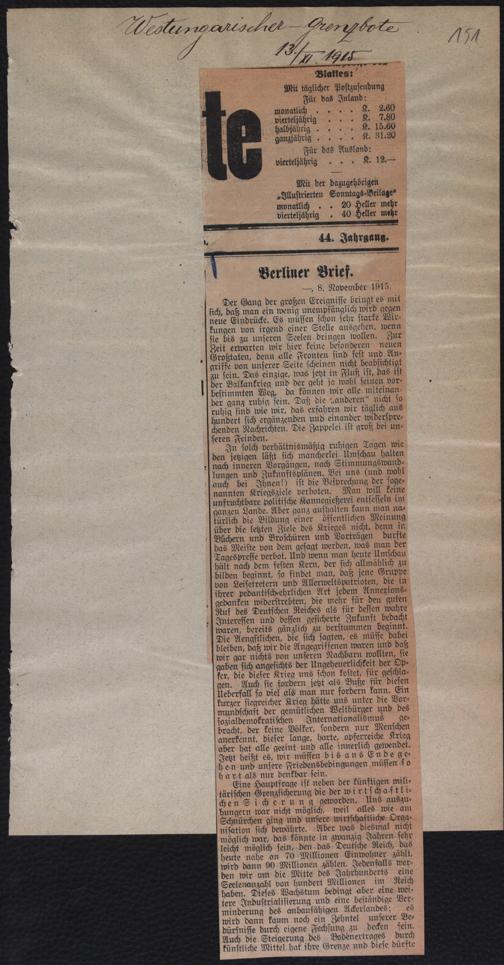 Westungarischer Grenzbote
13/XI 1915
151
Blattes:
Mit täglicher Postzusendung
Für das Inland:
monatlich . . . . K. 2.60
vierteljährig . . . K. 7.80
halbjährig . . . K. 15.60
ganzjährig . . . K. 31.20
Für das Ausland:
vierteljährig . . . K. 12.—
Mit der dazugehörigen
„Illustrierten Sonntags-Beilage“
monatlich . . 20 Heller mehr
vierteljährig . 40 Heller mehr
te
44. Jahrgang.
Berliner Brief.
—, 8. November 1915.
Der Gang der großen Ereignisse bringt es mit
sich, daß man ein wenig unempfänglich wird gegen
neue Eindrücke. Es müssen schon sehr starke Wir-
kungen von irgend einer Stelle ausgehen, wenn
sie bis zu unseren Seelen dringen wollen. Zur
Zeit erwarten wir hier keine besonderen neuen
Großtaten, denn alle Fronten sind fest und An-
griffe von unserer Seite scheinen nicht beabsichtigt
zu sein. Das einzige, was jetzt in Fluß ist, das ist
der Balkankrieg und der geht ja wohl seinen vor-
bestimmten Weg, da können wir alle miteinan-
der ganz ruhig sein. Daß die „anderen“ nicht so
ruhig sind wie wir, das erfahren wir täglich aus
hundert sich ergänzenden und einander widerspre-
chenden Nachrichten. Die Zappelei ist groß bei un-
seren Feinden.
In solch verhältnismäßig ruhigen Tagen wie
den jetzigen läßt sich mancherlei Umschau halten
nach inneren Vorgängen, nach Stimmungswand-
lungen und Zukunftsplänen. Bei uns (und wohl
auch bei Ihnen!) ist die Besprechung der soge-
nannten Kriegsziele verboten. Man will keine
unfruchtbare politische Kannegießerei entfesseln im
ganzen Lande. Aber ganz aufhalten kann man na-
türlich die Bildung einer öffentlichen Meinung
über die letzten Ziele des Krieges nicht, denn in
Büchern und Broschüren und Vorträgen durfte
das Meiste von dem gesagt werden, was man der
Tagespresse verbot. Und wenn man heute Umschau
hält nach dem festen Kern, der sich allmählich zu
bilden beginnt, so findet man, daß jene Gruppe
von Leisetretern und Allerweltspatrioten, die in
ihrer pedantischehrlichen Art jedem Annexions-
gedanken widerstrebten, die mehr für den guten
Ruf des Deutschen Reiches als für dessen wahre
Interessen und dessen gesicherte Zukunft bedacht
waren, bereits gänzlich zu verstummen beginnt.
Die Aengstlichen, die sich sagten, es müsse dabei
bleiben, daß wir die Angegriffenen waren und daß
wir gar nichts von unseren Nachbarn wollten, sie
gaben sich angesichts der Ungeheuerlichkeit der Op-
fer, die dieser Krieg uns schon kostet, für geschla-
gen. Auch sie fordern jetzt als Buße für diesen
Ueberfall so viel als man nur fordern kann. Ein
kurzer siegreicher Krieg hätte uns unter die Vor-
mundschaft der gemütlichen Weltbürger und des
sozialdemokratischen Internationalismus ge-
bracht, der keine Völker, sondern nur Menschen
anerkennt, dieser lange, harte, opferreiche Krieg
aber hat alle geeint und alle innerlich gewendet.
Jetzt heißt es, wir müssen bis ans Ende ge-
hen und unsere Friedensbedingungen müssen so
hart als nur denkbar sein.
Eine Hauptfrage ist neben der künftigen mili-
tärischen Grenzsicherung die der wirtschaftli-
chen Sicherung geworden. Uns auszu-
hungern war nicht möglich, weil alles wie am
Schnürchen ging und unsere wirtschaftliche Orga-
nisation sich bewährte. Aber was diesmal nicht
möglich war, das könnte in zwanzig Jahren sehr
leicht möglich sein, den das Deutsche Reich, das
heute nahe an 70 Millionen Einwohner zählt,
wird dann 90 Millionen zählen. Jedenfalls wer-
den wir um die Mitte des Jahrhunderts eine
Seelenanzahl von hundert Millionen im Reich
haben. Dieses Wachstum bedingt aber eine wei-
tere Industrialisierung und eine beständige Ver-
minderung des anbaufähigen Ackerlandes; es
wird dann kaum noch ein Zehntel unserer Be-
dürfnisse durch eigene Fechsung zu decken sein.
Auch die Steigerung des Bodenertrages durch
künstliche Mittel hat ihre Grenze und diese dürfte